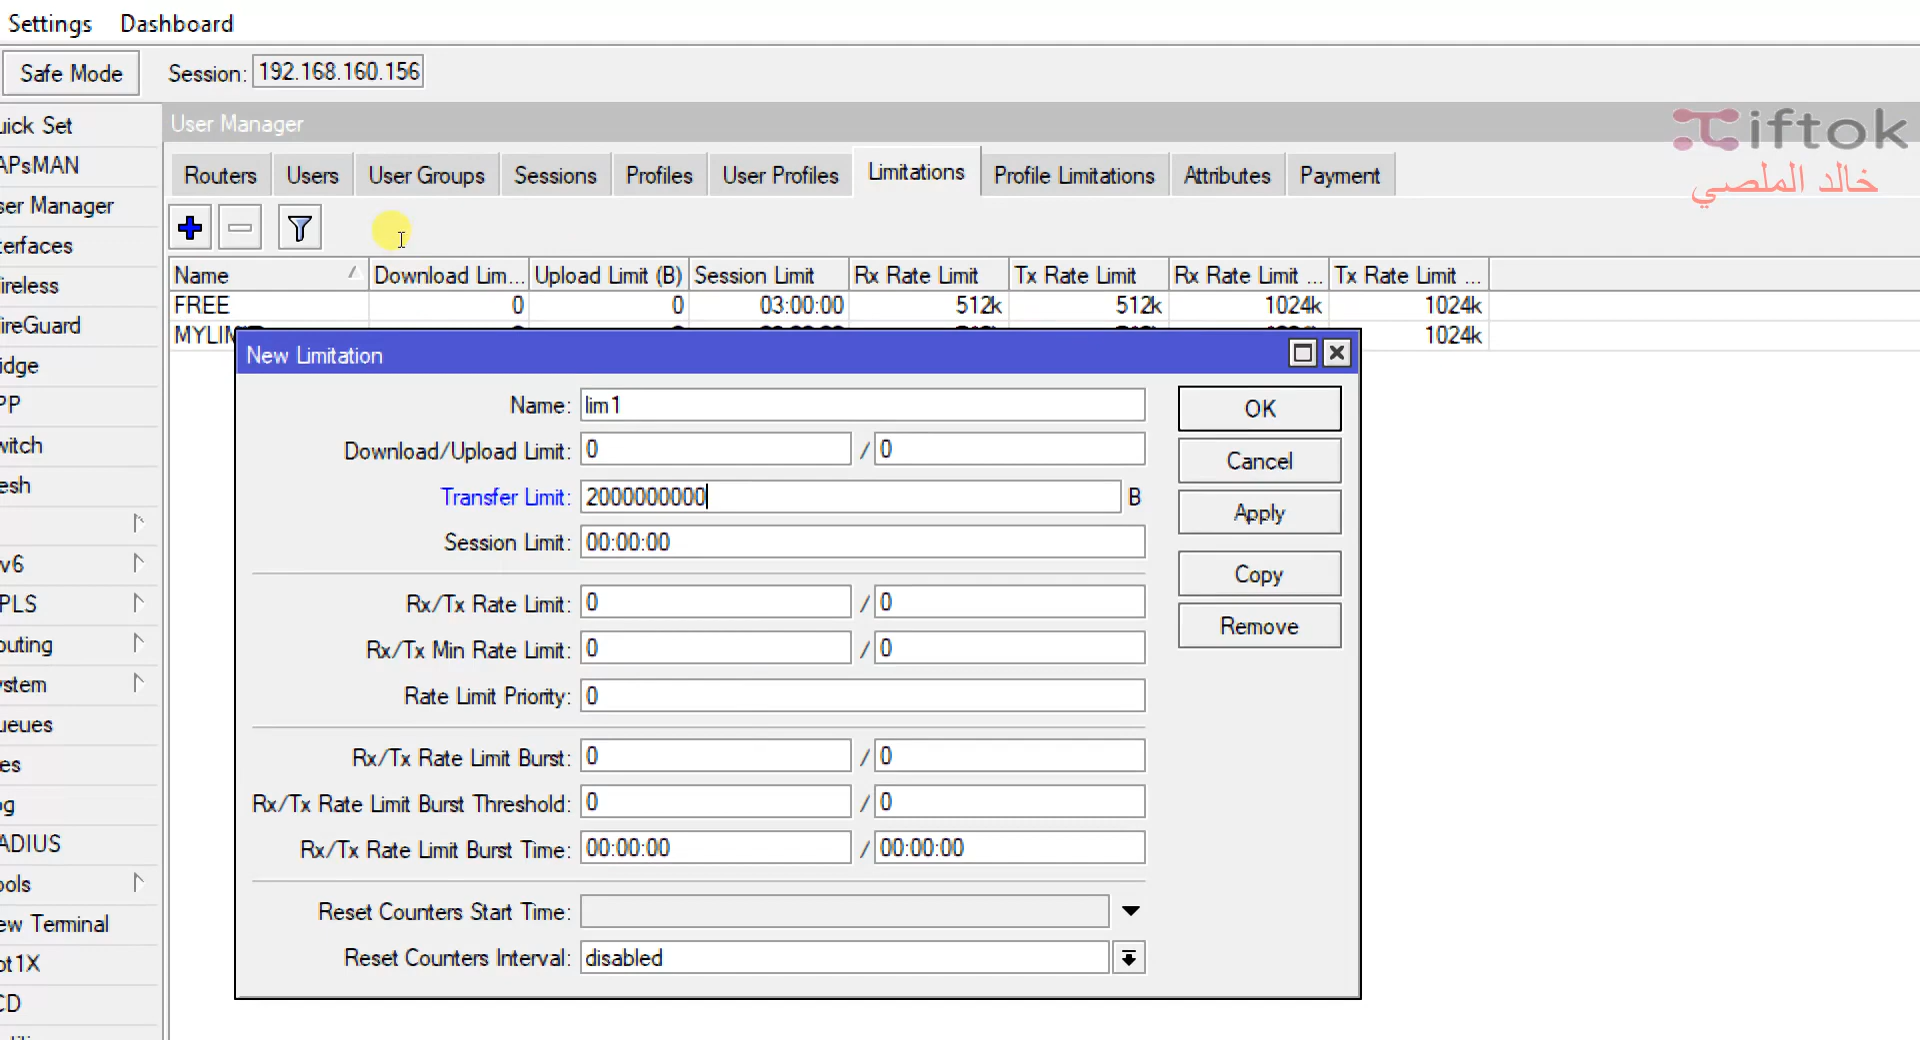 Settings Dashboard
Safe Mode Session: 192.168.160.156
uick Set
APsMAN
ser Manager
terfaces
ireless
ireGuard
idge
PP
witch
esh
v6
PLS
outing
ystem
ueues
es
og
ADIUS
ools
ew Terminal
ot1X
CD
User Manager
iftok
خالد الملصي
Routers Users User Groups Sessions Profiles User Profiles Limitations Profile Limitations Attributes Payment
Name Download Lim... Upload Limit (B) Session Limit Rx Rate Limit Tx Rate Limit Rx Rate Limit ... Tx Rate Limit ...
FREE 0 0 03:00:00 512k 512k 1024k 1024k
MYLIMIT 1024k
New Limitation
Name: lim1
Download/Upload Limit: 0 / 0
Transfer Limit: 2000000000 B
Session Limit: 00:00:00
Rx/Tx Rate Limit: 0 / 0
Rx/Tx Min Rate Limit: 0 / 0
Rate Limit Priority: 0
Rx/Tx Rate Limit Burst: 0 / 0
Rx/Tx Rate Limit Burst Threshold: 0 / 0
Rx/Tx Rate Limit Burst Time: 00:00:00 / 00:00:00
Reset Counters Start Time:
Reset Counters Interval: disabled
OK
Cancel
Apply
Copy
Remove